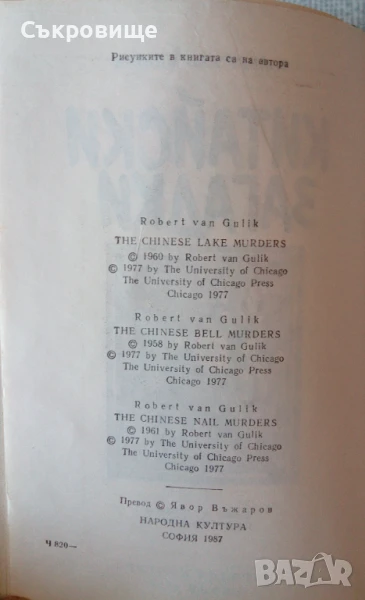 Съкровище
Рисунките в книгата са на автора
КИТАЙСКИ
ЗАГАДКИ
Robert van Gulik
THE CHINESE LAKE MURDERS
© 1960 by Robert van Gulik
© 1977 by The University of Chicago
The University of Chicago Press
Chicago 1977
Robert van Gulik
THE CHINESE BELL MURDERS
© 1958 by Robert van Gulik
© 1977 by The University of Chicago
The University of Chicago Press
Chicago 1977
Robert van Gulik
THE CHINESE NAIL MURDERS
© 1961 by Robert van Gulik
© 1977 by The University of Chicago
The University of Chicago Press
Chicago 1977
Превод © Явор Въжаров
НАРОДНА КУЛТУРА
СОФИЯ 1987
Ч 820—
BAZAR